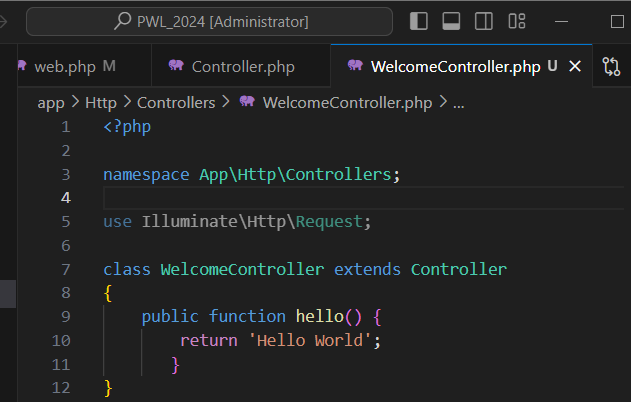 PWL_2024 [Administrator]
web.php M Controller.php WelcomeController.php U
app > Http > Controllers > WelcomeController.php > ...
1 <?php
2
3 namespace App\Http\Controllers;
4
5 use Illuminate\Http\Request;
6
7 class WelcomeController extends Controller
8 {
9 public function hello() {
10 return 'Hello World';
11 }
12 }